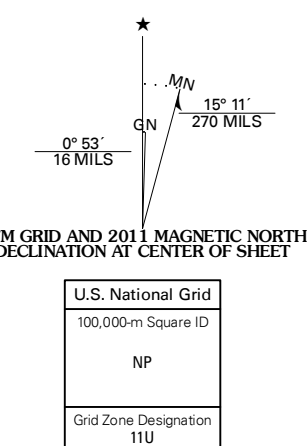 ★
MN
GN
15° 11´
270 MILS
0° 53´
16 MILS
M GRID AND 2011 MAGNETIC NORTH
DECLINATION AT CENTER OF SHEET
U.S. National Grid
100,000-m Square ID
NP
Grid Zone Designation
11U